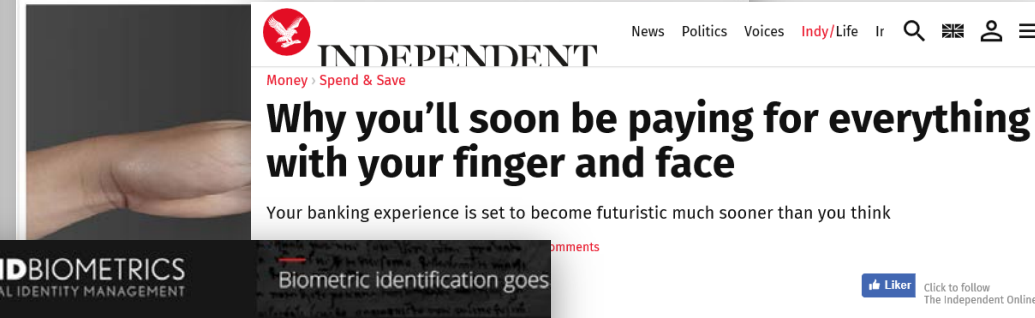 News Politics Voices Indy/Life Ir
INDEPENDENT
Money › Spend & Save
Why you'll soon be paying for everything
with your finger and face
Your banking experience is set to become futuristic much sooner than you think
omments
IDBIOMETRICS
AL IDENTITY MANAGEMENT
Biometric identification goes
Liker
Click to follow
The Independent Online